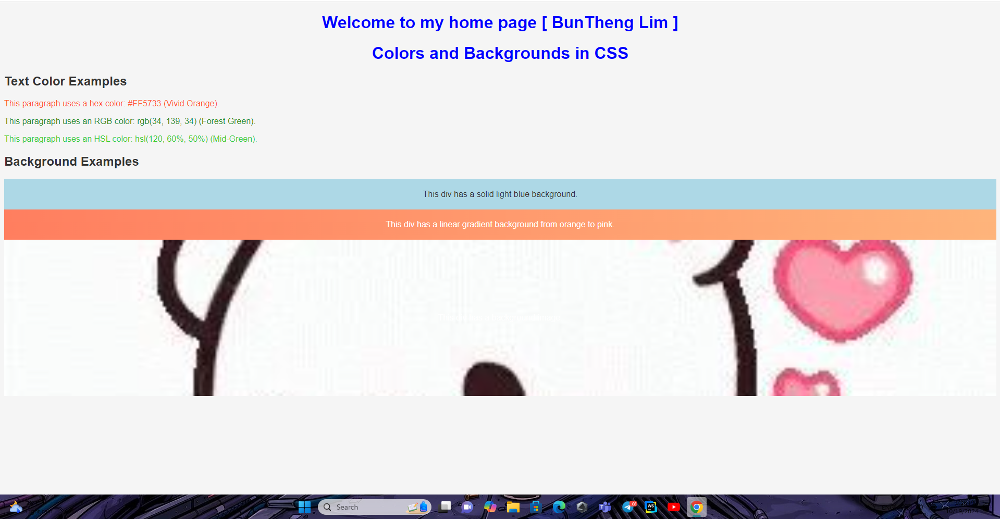 Welcome to my home page [ BunTheng Lim ]
Colors and Backgrounds in CSS
Text Color Examples
This paragraph uses a hex color: #FF5733 (Vivid Orange).
This paragraph uses an RGB color: rgb(34, 139, 34) (Forest Green).
This paragraph uses an HSL color: hsl(120, 60%, 50%) (Mid-Green).
Background Examples
This div has a solid light blue background.
This div has a linear gradient background from orange to pink.
This div has a background image.
Search
10/19/2024